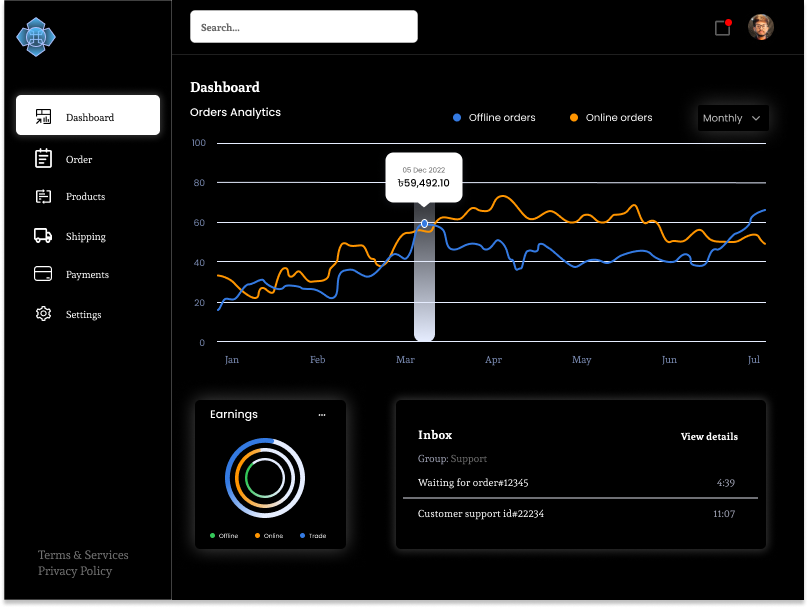 Search...
Dashboard
Order
Products
Shipping
Payments
Settings
Terms & Services
Privacy Policy
Dashboard
Orders Analytics
Offline orders
Online orders
Monthly
100
80
60
40
20
0
05 Dec 2022
৳59,492.10
Jan Feb Mar Apr May Jun Jul
Earnings ...
Offline Online Trade
Inbox View details
Group: Support
Waiting for order#12345 4:39
Customer support id#22234 11:07